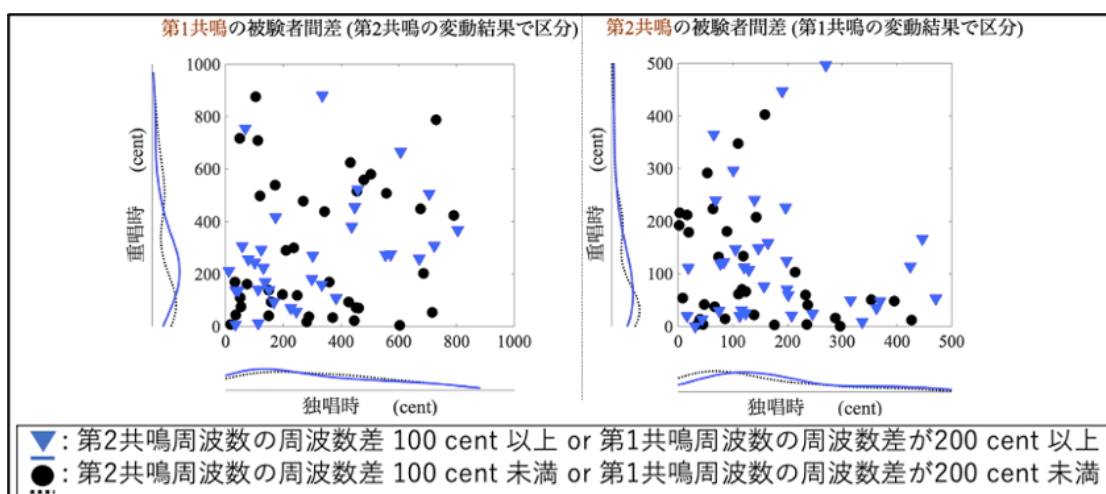 第1共鳴の被験者間差 (第2共鳴の変動結果で区分)
第2共鳴の被験者間差 (第1共鳴の変動結果で区分)
1000
800
600
400
200
0
重唱時 (cent)
0 200 400 600 800 1000
独唱時 (cent)
500
400
300
200
100
0
重唱時 (cent)
0 100 200 300 400 500
独唱時 (cent)
: 第2共鳴周波数の周波数差 100 cent 以上 or 第1共鳴周波数の周波数差が200 cent 以上
: 第2共鳴周波数の周波数差 100 cent 未満 or 第1共鳴周波数の周波数差が200 cent 未満